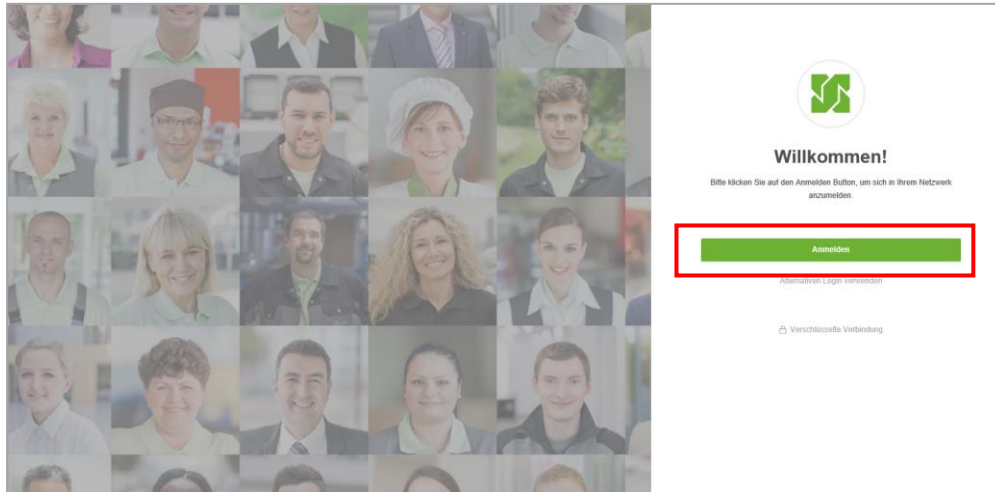 Willkommen!
Bitte klicken Sie auf den Anmelden Button, um sich in Ihrem Netzwerk
anzumelden.
Anmelden
Alternativen Login verwenden
Verschlüsselte Verbindung